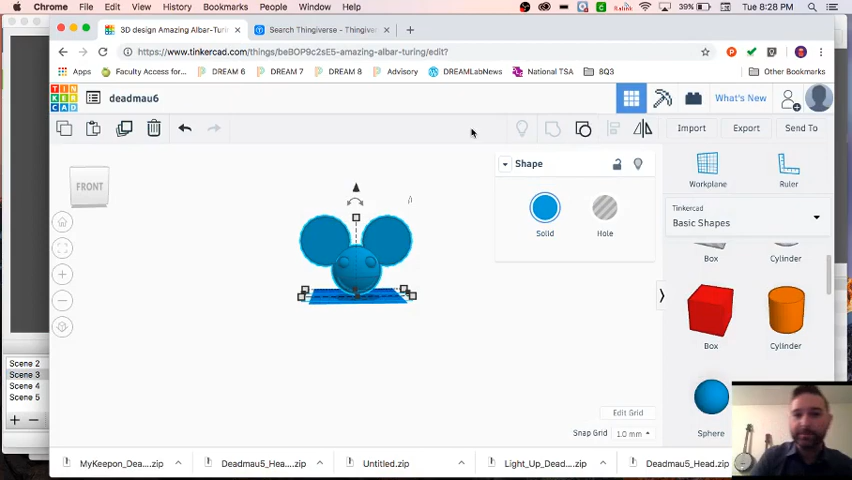 Chrome File Edit View History Bookmarks People Window Help
39% Tue 8:28 PM
3D design Amazing Albar-Turin
Search Thingiverse - Thingiver
https://www.tinkercad.com/things/beBOP9c2sE5-amazing-albar-turing/edit?
Apps Faculty Access for... DREAM 6 DREAM 7 DREAM 8 Advisory DREAMLabNews National TSA 8Q3 Other Bookmarks
TIN
KER
CAD
deadmau6
What's New
Import Export Send To
FRONT
Shape
Solid Hole
Workplane Ruler
Tinkercad
Basic Shapes
Box Cylinder
Box Cylinder
Sphere
Edit Grid
Snap Grid 1.0 mm
Scene 2
Scene 3
Scene 4
Scene 5
MyKeepon_Dea....zip Deadmau5_Hea....zip Untitled.zip Light_Up_Dead....zip Deadmau5_Head.zip